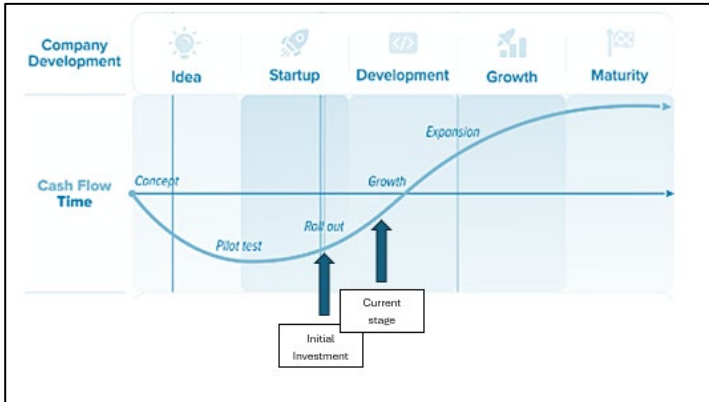 Company
Development
Idea
Startup
Development
Growth
Maturity
Cash Flow
Time
Concept
Pilot test
Roll out
Growth
Expansion
Current
stage
Initial
Investment